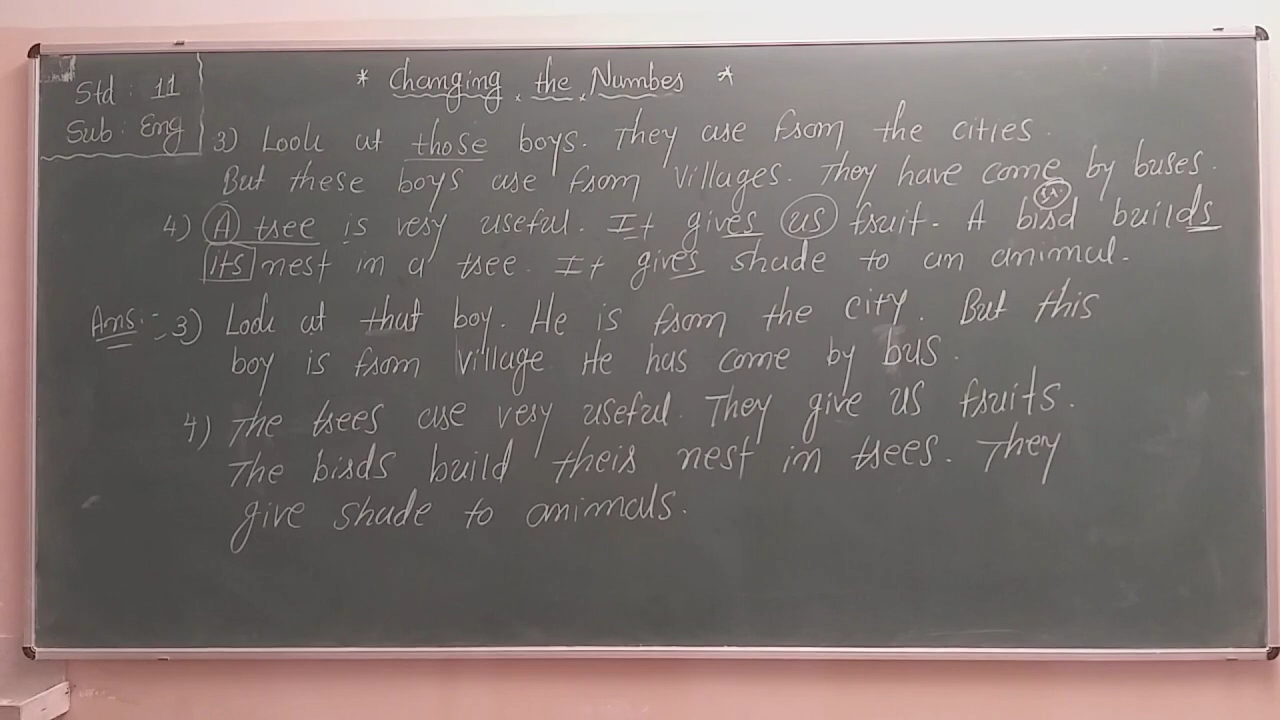 Std : 11
Sub : Eng
* Changing the Number *
3) Look at those boys. They are from the cities.
But these boys are from villages. They have come by buses.
4) A tree is very useful. It gives us fruit. A bird builds
its nest in a tree. It gives shade to an animal.
Ans:- 3) Look at that boy. He is from the city. But this
boy is from village. He has come by bus.
4) The trees are very useful. They give us fruits.
The birds build their nest in trees. They
give shade to animals.